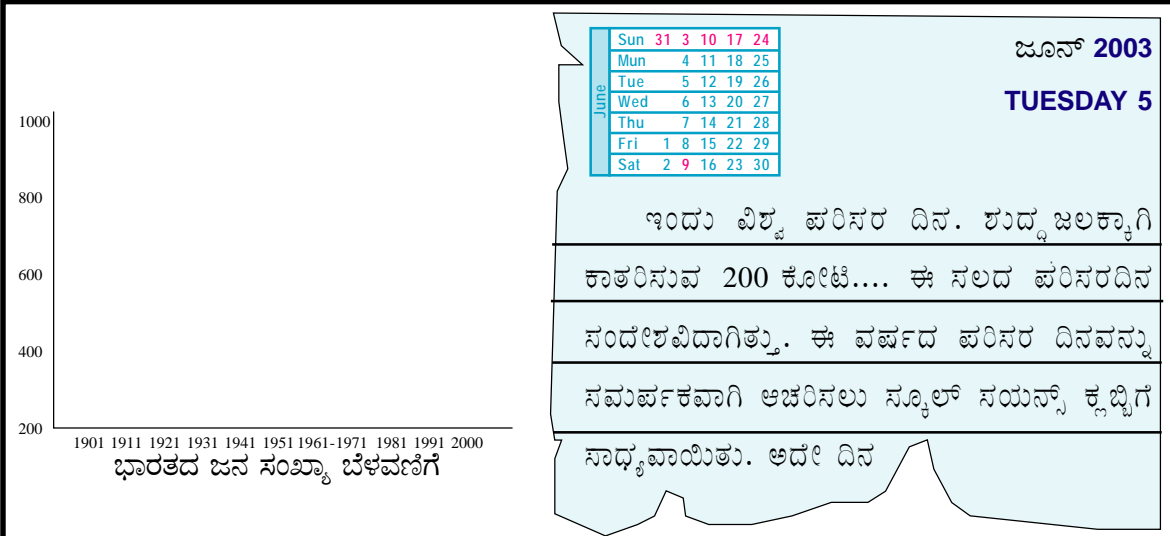 1000
800
600
400
200
1901 1911 1921 1931 1941 1951 1961-1971 1981 1991 2000
ಭಾರತದ ಜನ ಸಂಖ್ಯಾ ಬೆಳವಣಿಗೆ
June
Sun 31 3 10 17 24
Mun 4 11 18 25
Tue 5 12 19 26
Wed 6 13 20 27
Thu 7 14 21 28
Fri 1 8 15 22 29
Sat 2 9 16 23 30
ಜೂನ್ 2003
TUESDAY 5
ಇಂದು ವಿಶ್ವ ಪರಿಸರ ದಿನ. ಶುದ್ಧ ಜಲಕ್ಕಾಗಿ
ಕಾತರಿಸುವ 200 ಕೋಟಿ.... ಈ ಸಲದ ಪರಿಸರದಿನ
ಸಂದೇಶವಿದಾಗಿತ್ತು. ಈ ವರ್ಷದ ಪರಿಸರ ದಿನವನ್ನು
ಸಮರ್ಪಕವಾಗಿ ಆಚರಿಸಲು ಸ್ಕೂಲ್ ಸಯನ್ಸ್ ಕ್ಲಬ್ಬಿಗೆ
ಸಾಧ್ಯವಾಯಿತು. ಅದೇ ದಿನ